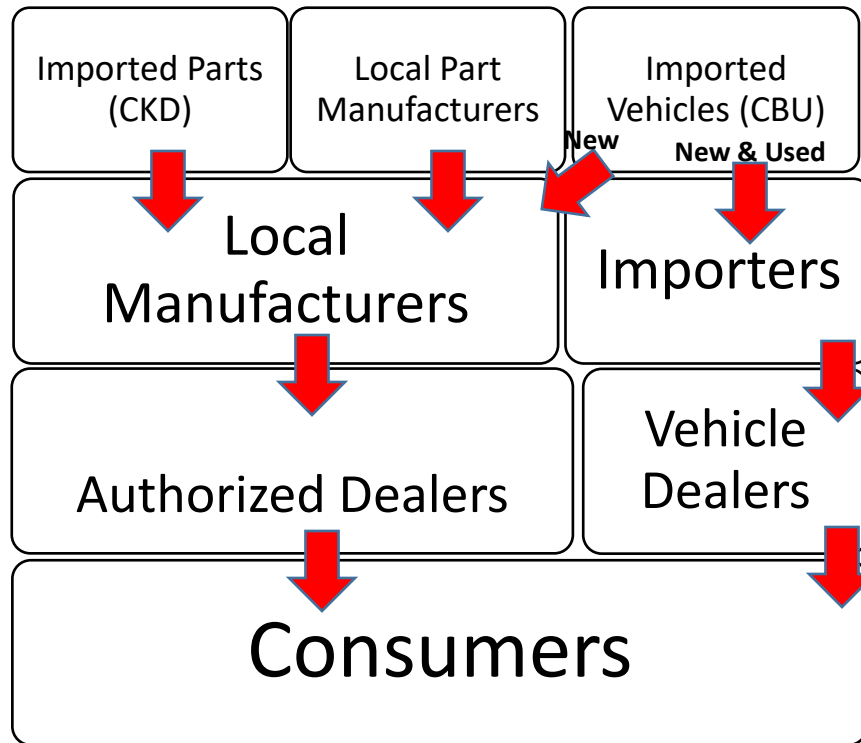 Imported Parts
(CKD)
Local Part
Manufacturers
Imported
Vehicles (CBU)
New
New & Used
Local
Manufacturers
Importers
Authorized Dealers
Vehicle
Dealers
Consumers